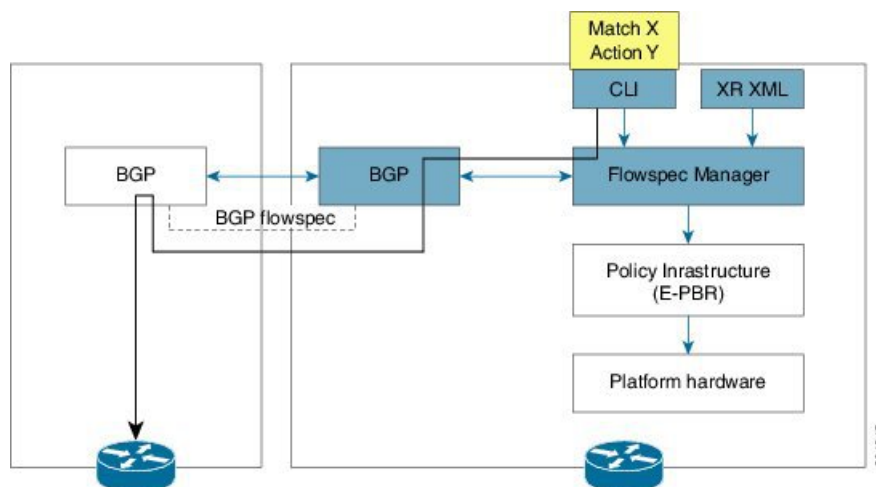 Match X
Action Y
CLI
XR XML
BGP
BGP
Flowspec Manager
BGP flowspec
Policy Inrastructure
(E-PBR)
Platform hardware